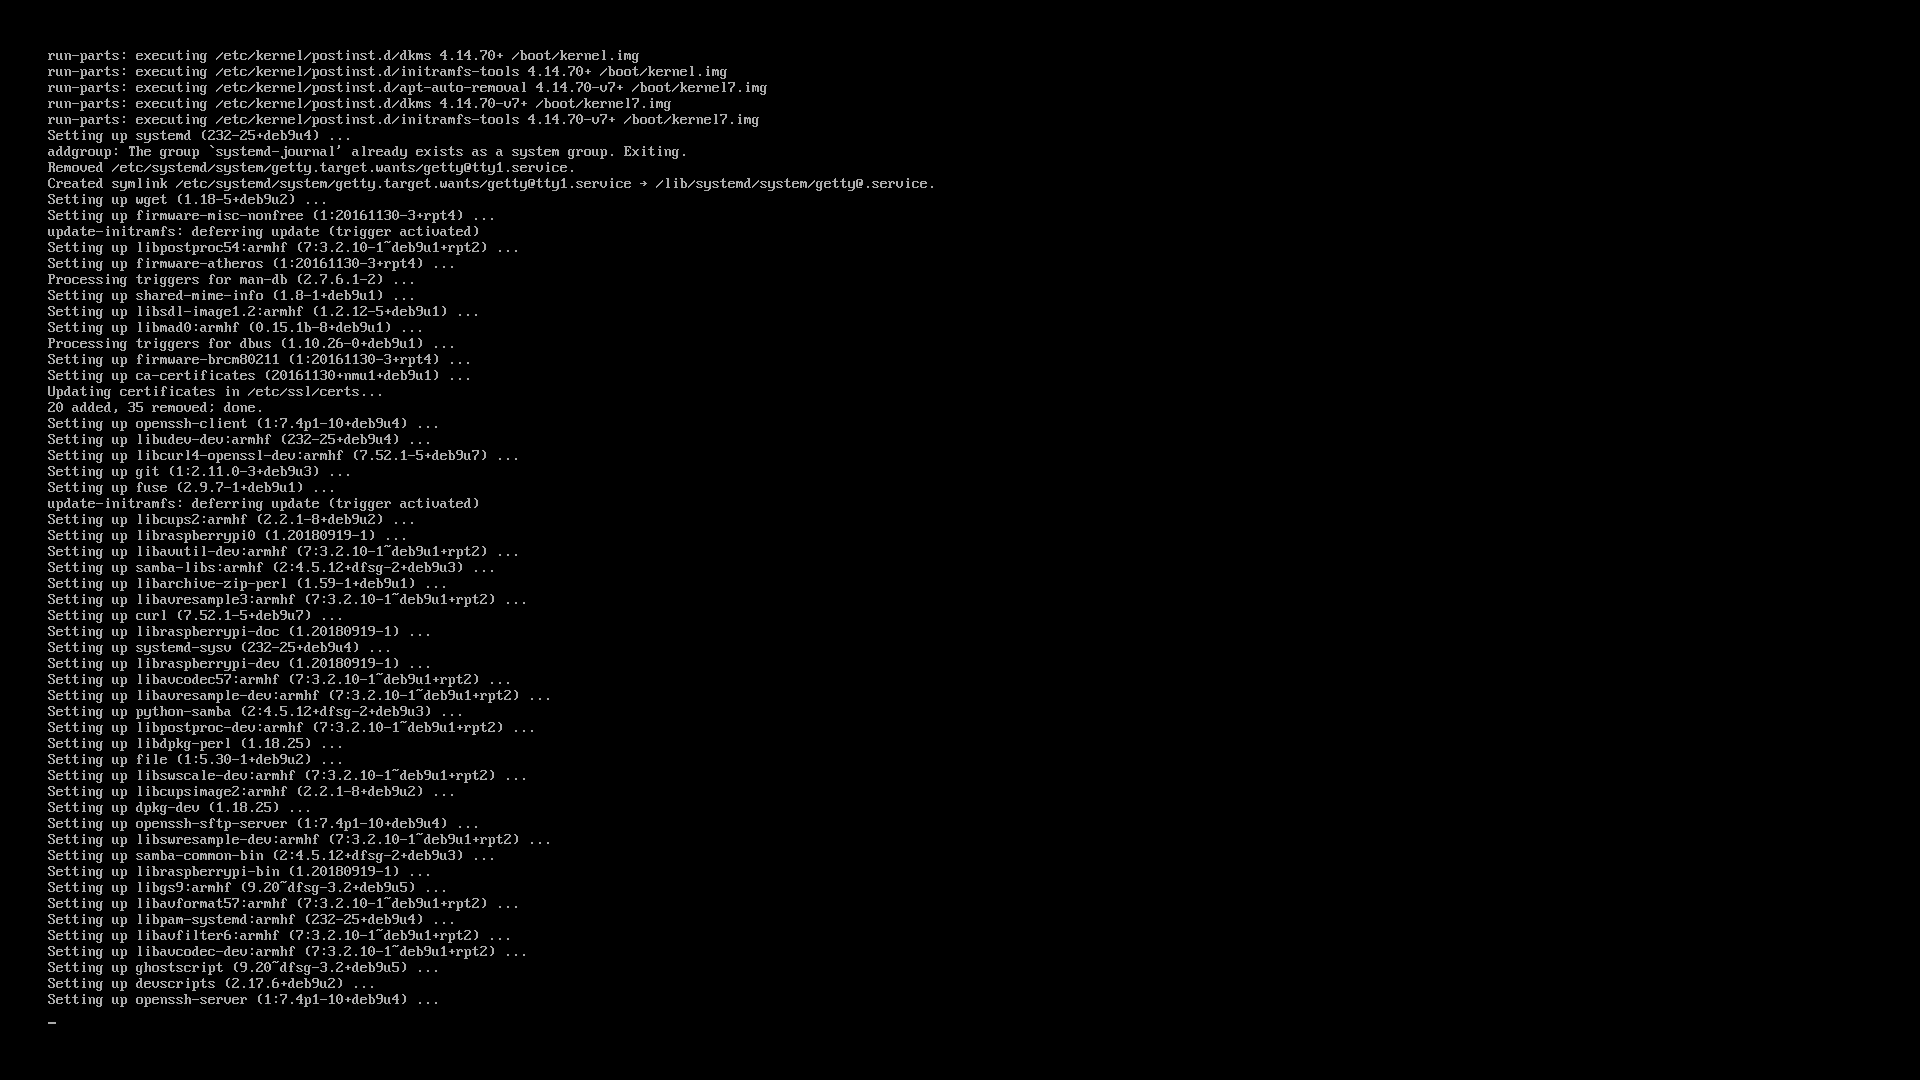 run-parts: executing /etc/kernel/postinst.d/dkms 4.14.70+ /boot/kernel.img
run-parts: executing /etc/kernel/postinst.d/initramfs-tools 4.14.70+ /boot/kernel.img
run-parts: executing /etc/kernel/postinst.d/apt-auto-removal 4.14.70-v7+ /boot/kernel7.img
run-parts: executing /etc/kernel/postinst.d/dkms 4.14.70-v7+ /boot/kernel7.img
run-parts: executing /etc/kernel/postinst.d/initramfs-tools 4.14.70-v7+ /boot/kernel7.img
Setting up systemd (232-25+deb9u4) ...
addgroup: The group `systemd-journal' already exists as a system group. Exiting.
Removed /etc/systemd/system/getty.target.wants/getty@tty1.service.
Created symlink /etc/systemd/system/getty.target.wants/getty@tty1.service → /lib/systemd/system/getty@.service.
Setting up wget (1.18-5+deb9u2) ...
Setting up firmware-misc-nonfree (1:20161130-3+rpt4) ...
update-initramfs: deferring update (trigger activated)
Setting up libpostproc54:armhf (7:3.2.10-1~deb9u1+rpt2) ...
Setting up firmware-atheros (1:20161130-3+rpt4) ...
Processing triggers for man-db (2.7.6.1-2) ...
Setting up shared-mime-info (1.8-1+deb9u1) ...
Setting up libsdl-image1.2:armhf (1.2.12-5+deb9u1) ...
Setting up libmad0:armhf (0.15.1b-8+deb9u1) ...
Processing triggers for dbus (1.10.26-0+deb9u1) ...
Setting up firmware-brcm80211 (1:20161130-3+rpt4) ...
Setting up ca-certificates (20161130+nmu1+deb9u1) ...
Updating certificates in /etc/ssl/certs...
20 added, 35 removed; done.
Setting up openssh-client (1:7.4p1-10+deb9u4) ...
Setting up libudev-dev:armhf (232-25+deb9u4) ...
Setting up libcurl4-openssl-dev:armhf (7.52.1-5+deb9u7) ...
Setting up git (1:2.11.0-3+deb9u3) ...
Setting up fuse (2.9.7-1+deb9u1) ...
update-initramfs: deferring update (trigger activated)
Setting up libcups2:armhf (2.2.1-8+deb9u2) ...
Setting up libraspberrypi0 (1.20180919-1) ...
Setting up libavutil-dev:armhf (7:3.2.10-1~deb9u1+rpt2) ...
Setting up samba-libs:armhf (2:4.5.12+dfsg-2+deb9u3) ...
Setting up libarchive-zip-perl (1.59-1+deb9u1) ...
Setting up libavresample3:armhf (7:3.2.10-1~deb9u1+rpt2) ...
Setting up curl (7.52.1-5+deb9u7) ...
Setting up libraspberrypi-doc (1.20180919-1) ...
Setting up systemd-sysv (232-25+deb9u4) ...
Setting up libraspberrypi-dev (1.20180919-1) ...
Setting up libavcodec57:armhf (7:3.2.10-1~deb9u1+rpt2) ...
Setting up libavresample-dev:armhf (7:3.2.10-1~deb9u1+rpt2) ...
Setting up python-samba (2:4.5.12+dfsg-2+deb9u3) ...
Setting up libpostproc-dev:armhf (7:3.2.10-1~deb9u1+rpt2) ...
Setting up libdpkg-perl (1.18.25) ...
Setting up file (1:5.30-1+deb9u2) ...
Setting up libswscale-dev:armhf (7:3.2.10-1~deb9u1+rpt2) ...
Setting up libcupsimage2:armhf (2.2.1-8+deb9u2) ...
Setting up dpkg-dev (1.18.25) ...
Setting up openssh-sftp-server (1:7.4p1-10+deb9u4) ...
Setting up libswresample-dev:armhf (7:3.2.10-1~deb9u1+rpt2) ...
Setting up samba-common-bin (2:4.5.12+dfsg-2+deb9u3) ...
Setting up libraspberrypi-bin (1.20180919-1) ...
Setting up libgs9:armhf (9.20~dfsg-3.2+deb9u5) ...
Setting up libavformat57:armhf (7:3.2.10-1~deb9u1+rpt2) ...
Setting up libpam-systemd:armhf (232-25+deb9u4) ...
Setting up libavfilter6:armhf (7:3.2.10-1~deb9u1+rpt2) ...
Setting up libavcodec-dev:armhf (7:3.2.10-1~deb9u1+rpt2) ...
Setting up ghostscript (9.20~dfsg-3.2+deb9u5) ...
Setting up devscripts (2.17.6+deb9u2) ...
Setting up openssh-server (1:7.4p1-10+deb9u4) ...